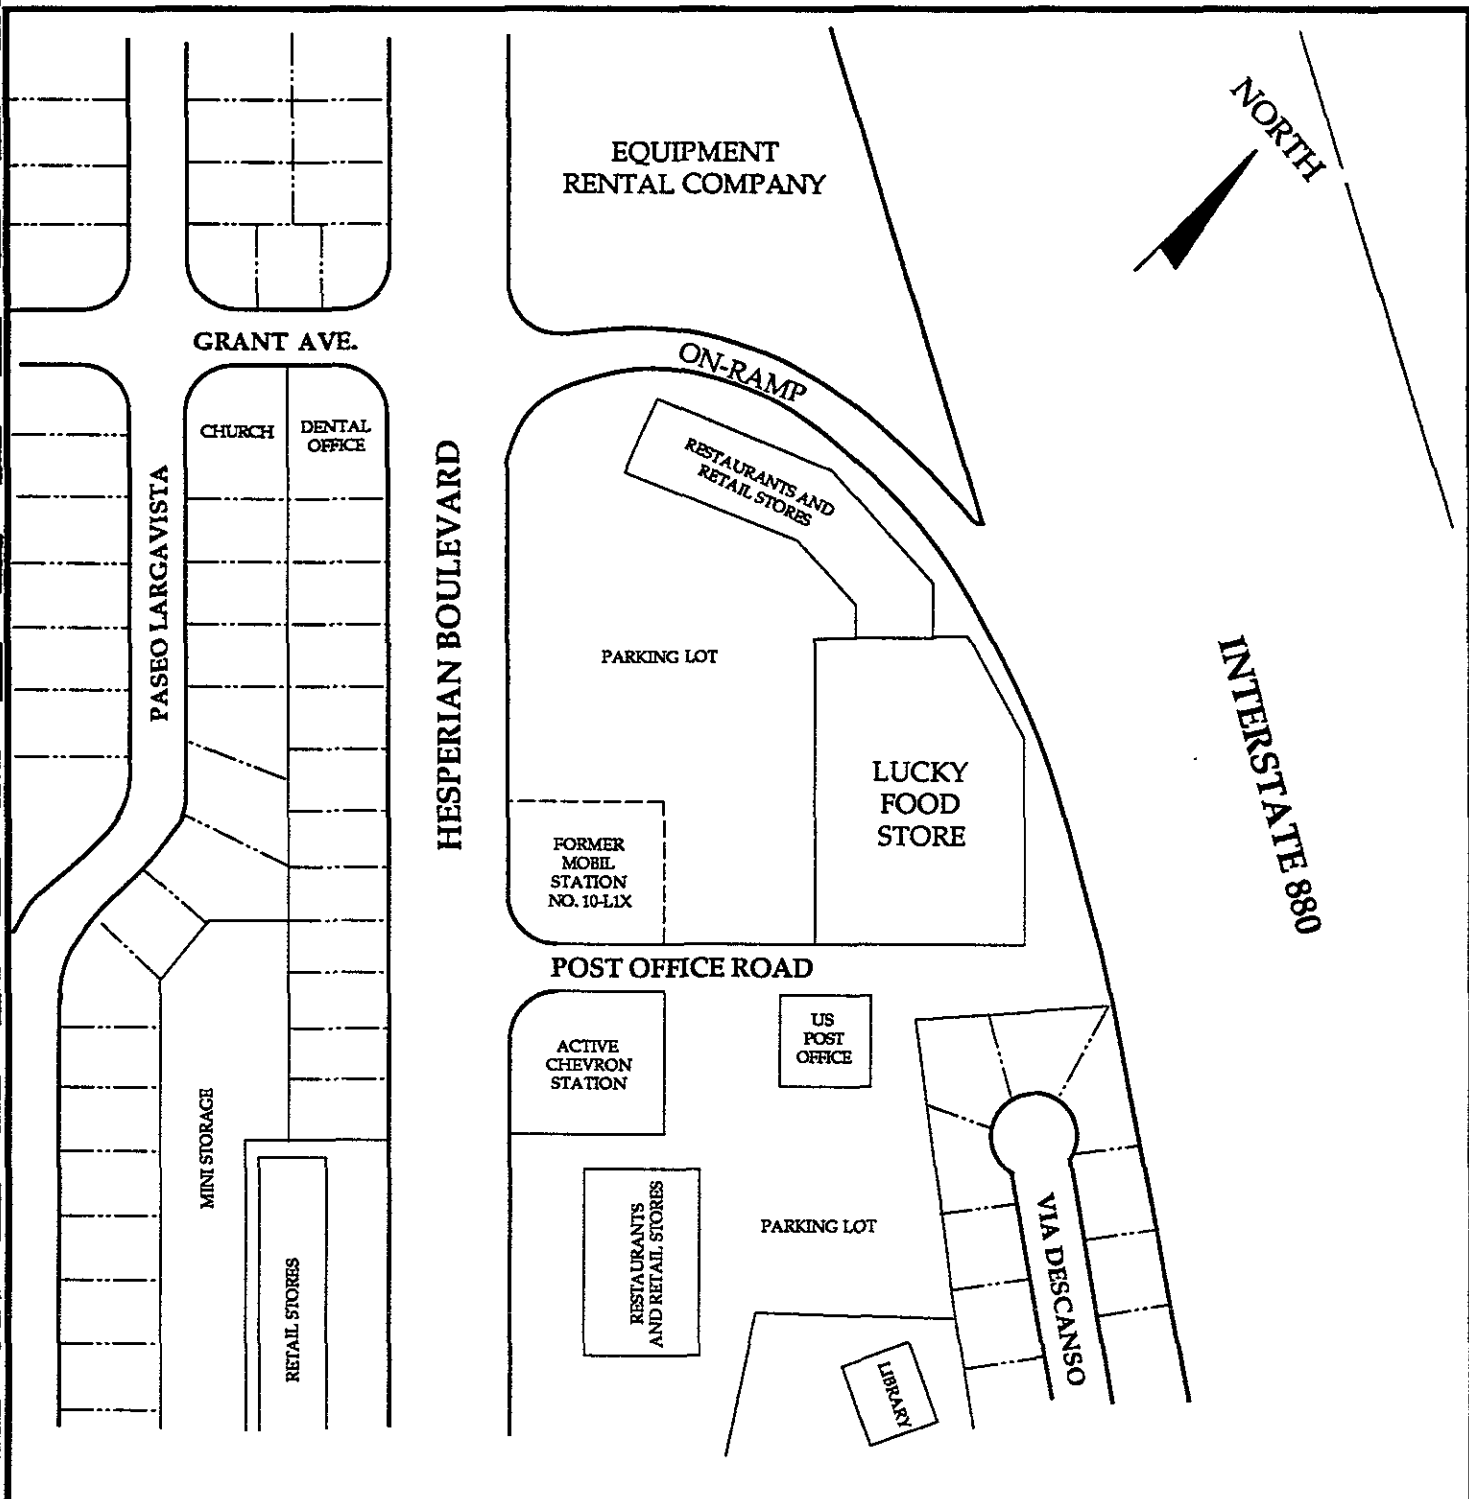 NORTH
EQUIPMENT
RENTAL COMPANY
GRANT AVE.
ON-RAMP
CHURCH
DENTAL
OFFICE
RESTAURANTS AND
RETAIL STORES
PASEO LARGAVISTA
HESPERIAN BOULEVARD
PARKING LOT
INTERSTATE 880
LUCKY
FOOD
STORE
FORMER
MOBIL
STATION
NO. 10-L1X
POST OFFICE ROAD
ACTIVE
CHEVRON
STATION
US
POST
OFFICE
MINI STORAGE
RESTAURANTS
AND RETAIL STORES
PARKING LOT
VIA DESCANSO
RETAIL STORES
LIBRARY